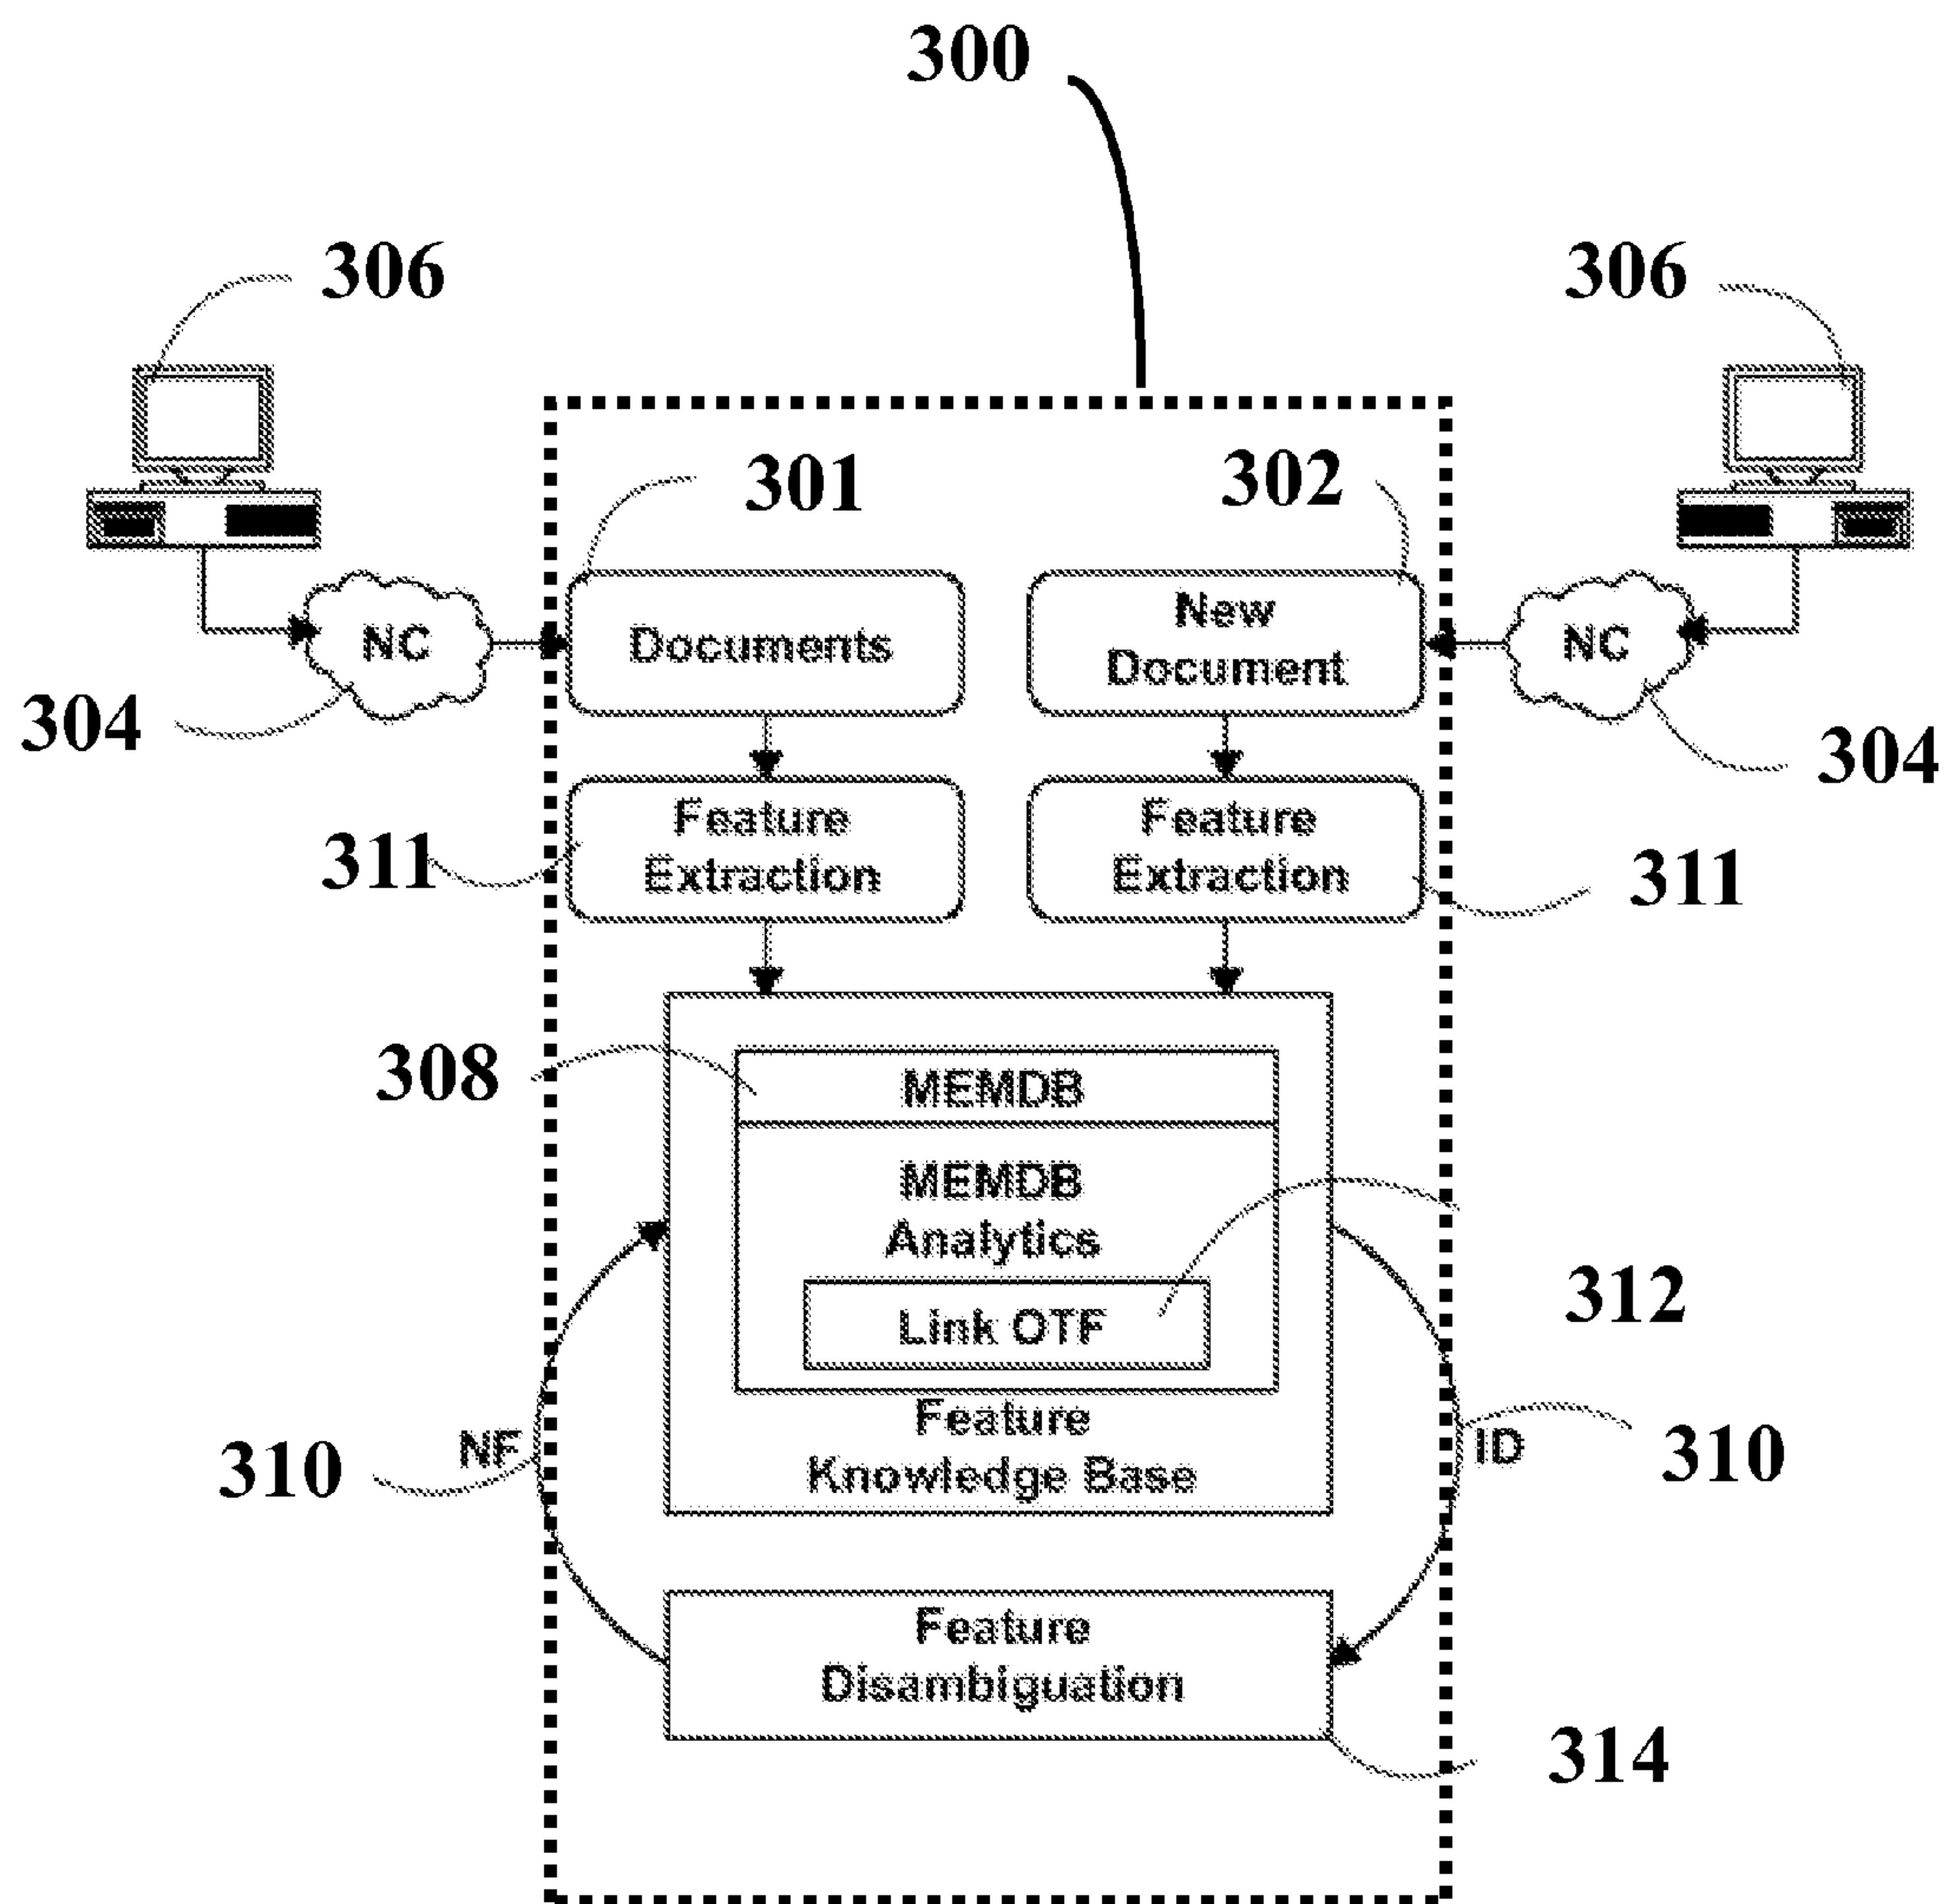 300
306
306
301
302
Documents
New
Document
NC
NC
304
304
Feature
Extraction
Feature
Extraction
311
311
308
MEMDB
MEMDB
Analytics
312
Link OTF
Feature
Knowledge Base
NF
310
ID
310
Feature
Disambiguation
314